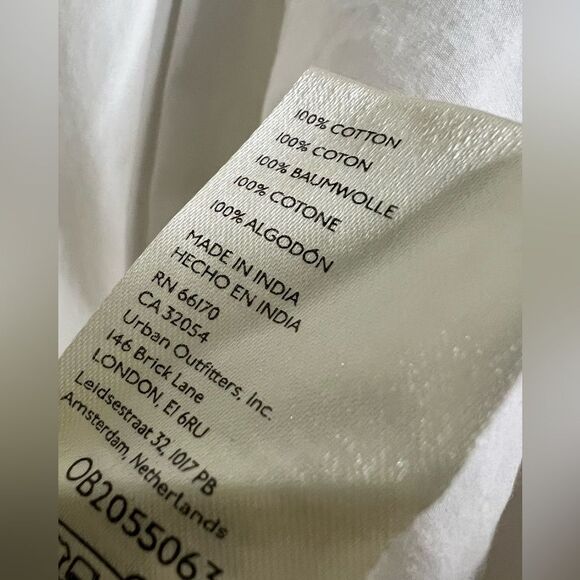 100% COTTON
100% COTON
100% BAUMWOLLE
100% COTONE
100% ALGODÓN
MADE IN INDIA
HECHO EN INDIA
RN 66170
CA 32054
Urban Outfitters, Inc.
146 Brick Lane
LONDON, E1 6RU
Leidsestraat 32, 1017 PB
Amsterdam, Netherlands
OB2055063